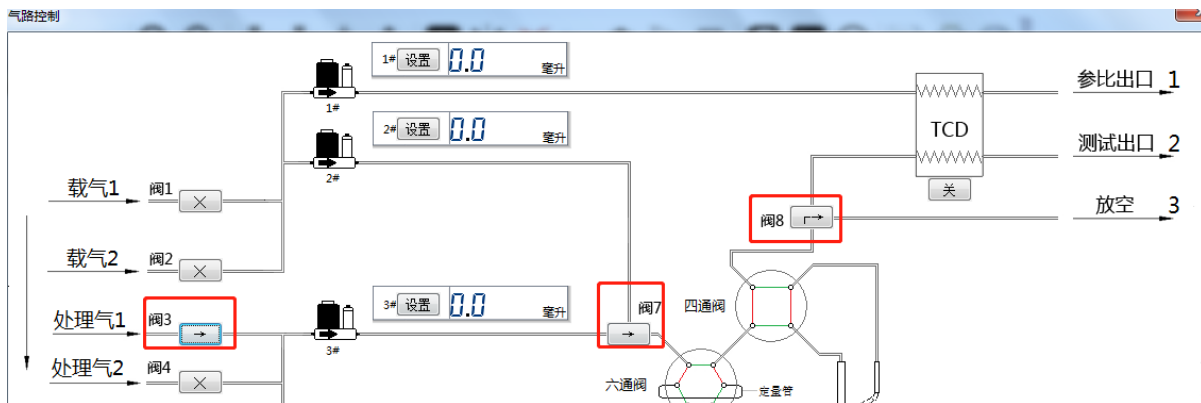 气路控制
1# 设置 0.0 毫升
1#
参比出口 1
2# 设置 0.0 毫升
TCD
测试出口 2
2#
载气1 阀1
关
放空 3
阀8
载气2 阀2
3# 设置 0.0 毫升
阀7
四通阀
处理气1 阀3
3#
处理气2 阀4
六通阀
定量管